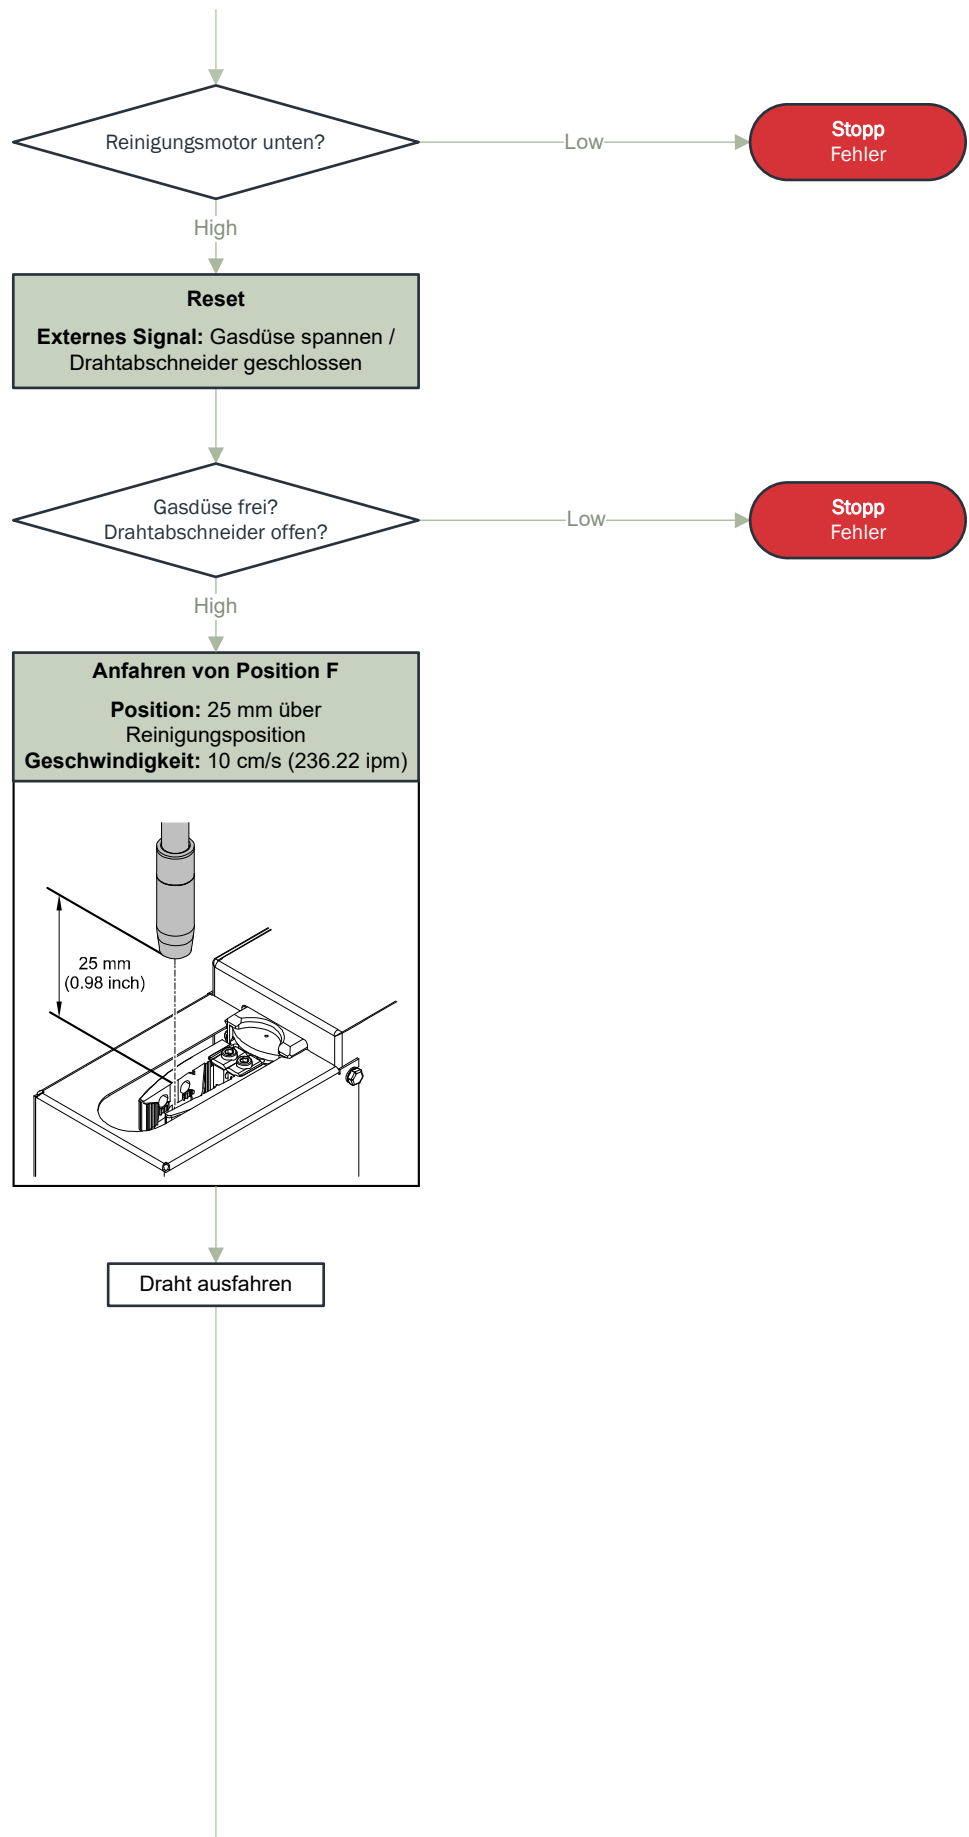 Reinigungsmotor unten?
Low
Stopp
Fehler
High
Reset
Externes Signal: Gasdüse spannen /
Drahtabschneider geschlossen
Gasdüse frei?
Drahtabschneider offen?
Low
Stopp
Fehler
High
Anfahren von Position F
Position: 25 mm über
Reinigungsposition
Geschwindigkeit: 10 cm/s (236.22 ipm)
25 mm
(0.98 inch)
Draht ausfahren